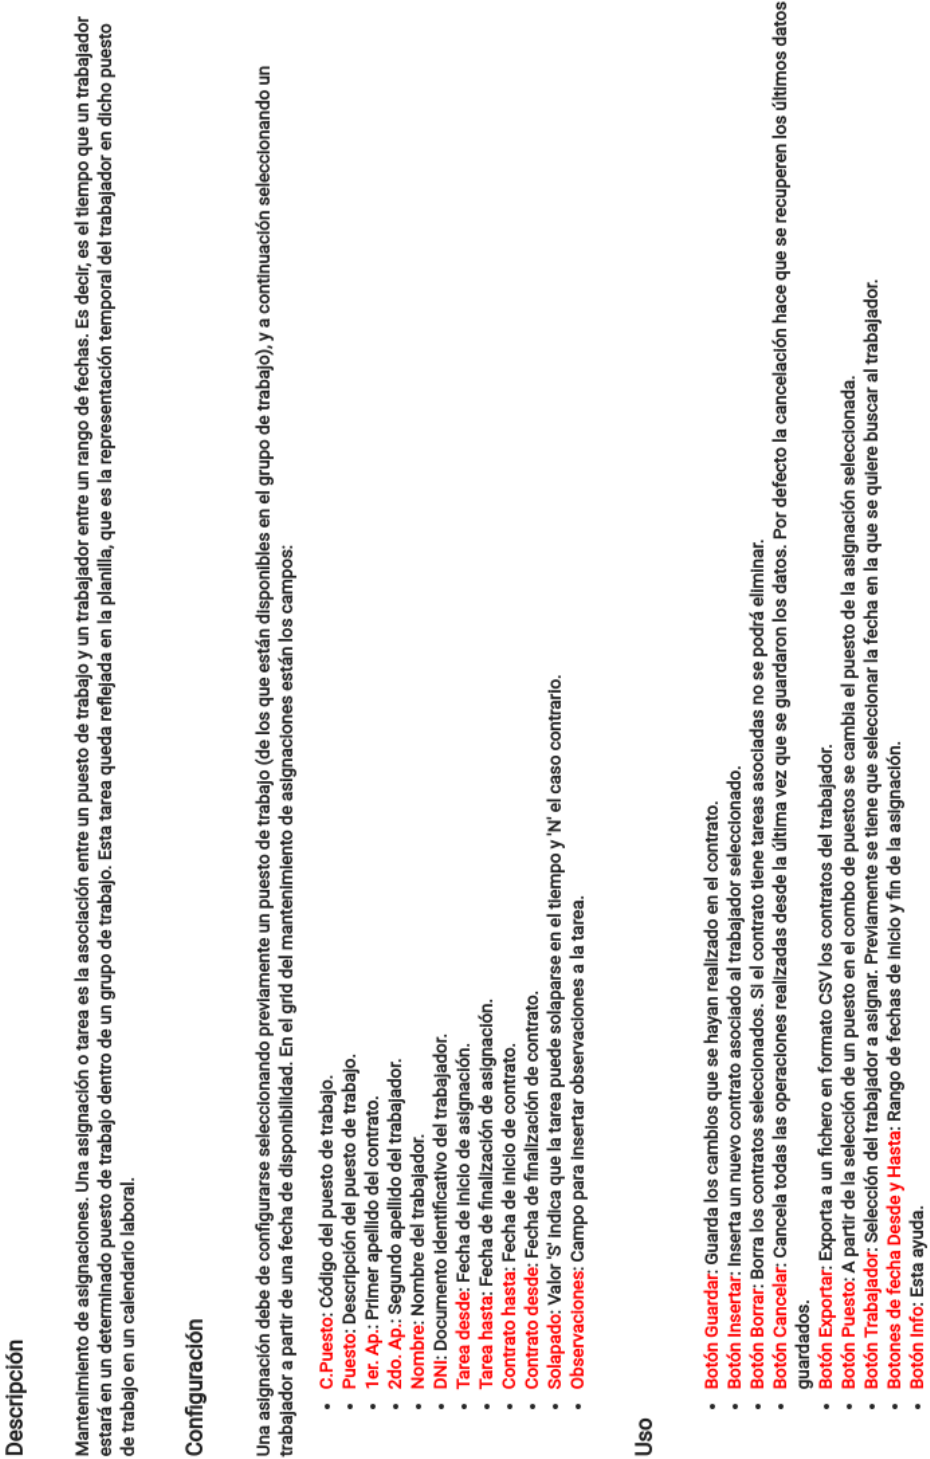 Descripción
Mantenimiento de asignaciones. Una asignación o tarea es la asociación entre un puesto de trabajo y un trabajador entre un rango de fechas. Es decir, es el tiempo que un trabajador
estará en un determinado puesto de trabajo dentro de un grupo de trabajo. Esta tarea queda reflejada en la planilla, que es la representación temporal del trabajador en dicho puesto
de trabajo en un calendario laboral.
Configuración
Una asignación debe de configurarse seleccionando previamente un puesto de trabajo (de los que están disponibles en el grupo de trabajo), y a continuación seleccionando un
trabajador a partir de una fecha de disponibilidad. En el grid del mantenimiento de asignaciones están los campos:
• C.Puesto: Código del puesto de trabajo.
• Puesto: Descripción del puesto de trabajo.
• 1er. Ap.: Primer apellido del contrato.
• 2do. Ap.: Segundo apellido del trabajador.
• Nombre: Nombre del trabajador.
• DNI: Documento identificativo del trabajador.
• Tarea desde: Fecha de inicio de asignación.
• Tarea hasta: Fecha de finalización de asignación.
• Contrato hasta: Fecha de inicio de contrato.
• Contrato desde: Fecha de finalización de contrato.
• Solapado: Valor 'S' indica que la tarea puede solaparse en el tiempo y 'N' el caso contrario.
• Observaciones: Campo para insertar observaciones a la tarea.
Uso
• Botón Guardar: Guarda los cambios que se hayan realizado en el contrato.
• Botón Insertar: Inserta un nuevo contrato asociado al trabajador seleccionado.
• Botón Borrar: Borra los contratos seleccionados. Si el contrato tiene tareas asociadas no se podrá eliminar.
• Botón Cancelar: Cancela todas las operaciones realizadas desde la última vez que se guardaron los datos. Por defecto la cancelación hace que se recuperen los últimos datos
guardados.
• Botón Exportar: Exporta a un fichero en formato CSV los contratos del trabajador.
• Botón Puesto: A partir de la selección de un puesto en el combo de puestos se cambia el puesto de la asignación seleccionada.
• Botón Trabajador: Selección del trabajador a asignar. Previamente se tiene que seleccionar la fecha en la que se quiere buscar al trabajador.
• Botones de fecha Desde y Hasta: Rango de fechas de inicio y fin de la asignación.
• Botón Info: Esta ayuda.